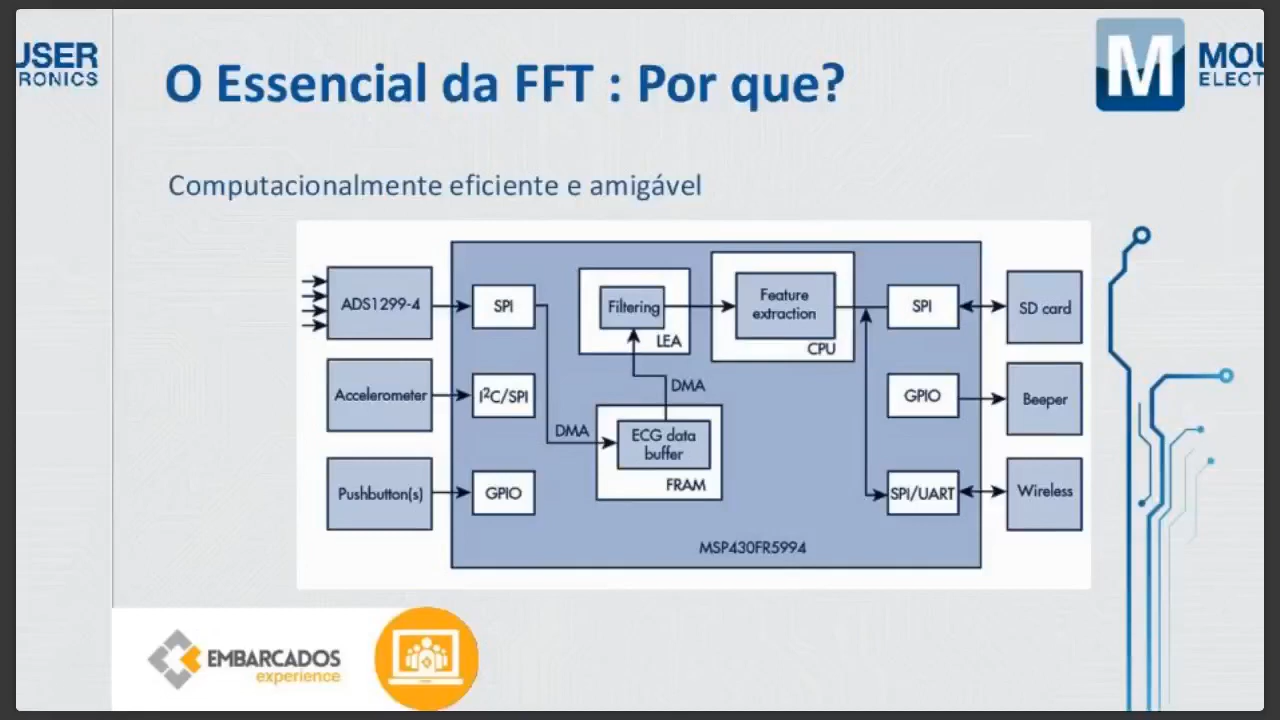 USER
RONICS
O Essencial da FFT : Por que?
M
MOU
ELECT
Computacionalmente eficiente e amigável
ADS1299-4
SPI
Filtering
LEA
Feature
extraction
CPU
SPI
SD card
Accelerometer
I²C/SPI
DMA
GPIO
Beeper
DMA
ECG data
buffer
FRAM
Pushbutton(s)
GPIO
SPI/UART
Wireless
MSP430FR5994
EMBARCADOS
experience